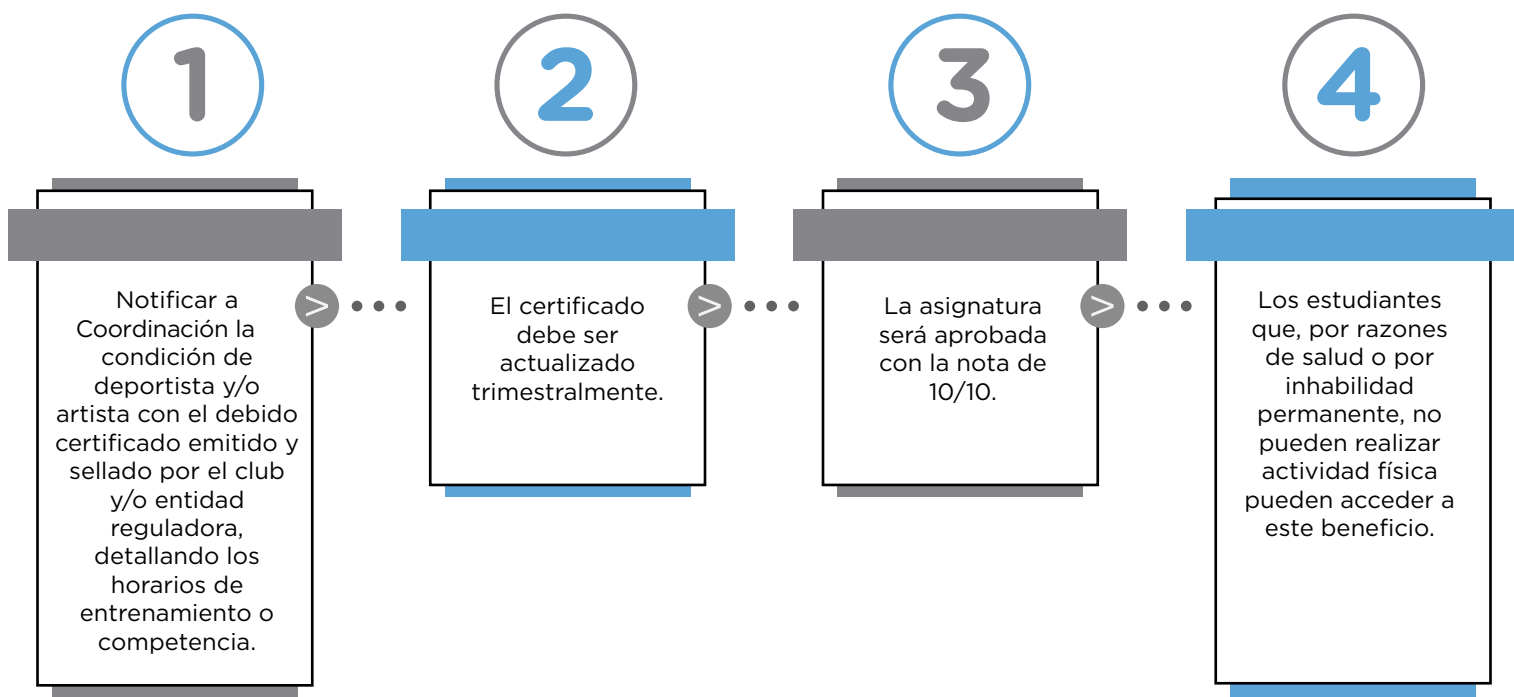 1
Notificar a
Coordinación la
condición de
deportista y/o
artista con el debido
certificado emitido y
sellado por el club
y/o entidad
reguladora,
detallando los
horarios de
entrenamiento o
competencia.
>
2
El certificado
debe ser
actualizado
trimestralmente.
>
3
La asignatura
será aprobada
con la nota de
10/10.
>
4
Los estudiantes
que, por razones
de salud o por
inhabilidad
permanente, no
pueden realizar
actividad física
pueden acceder a
este beneficio.